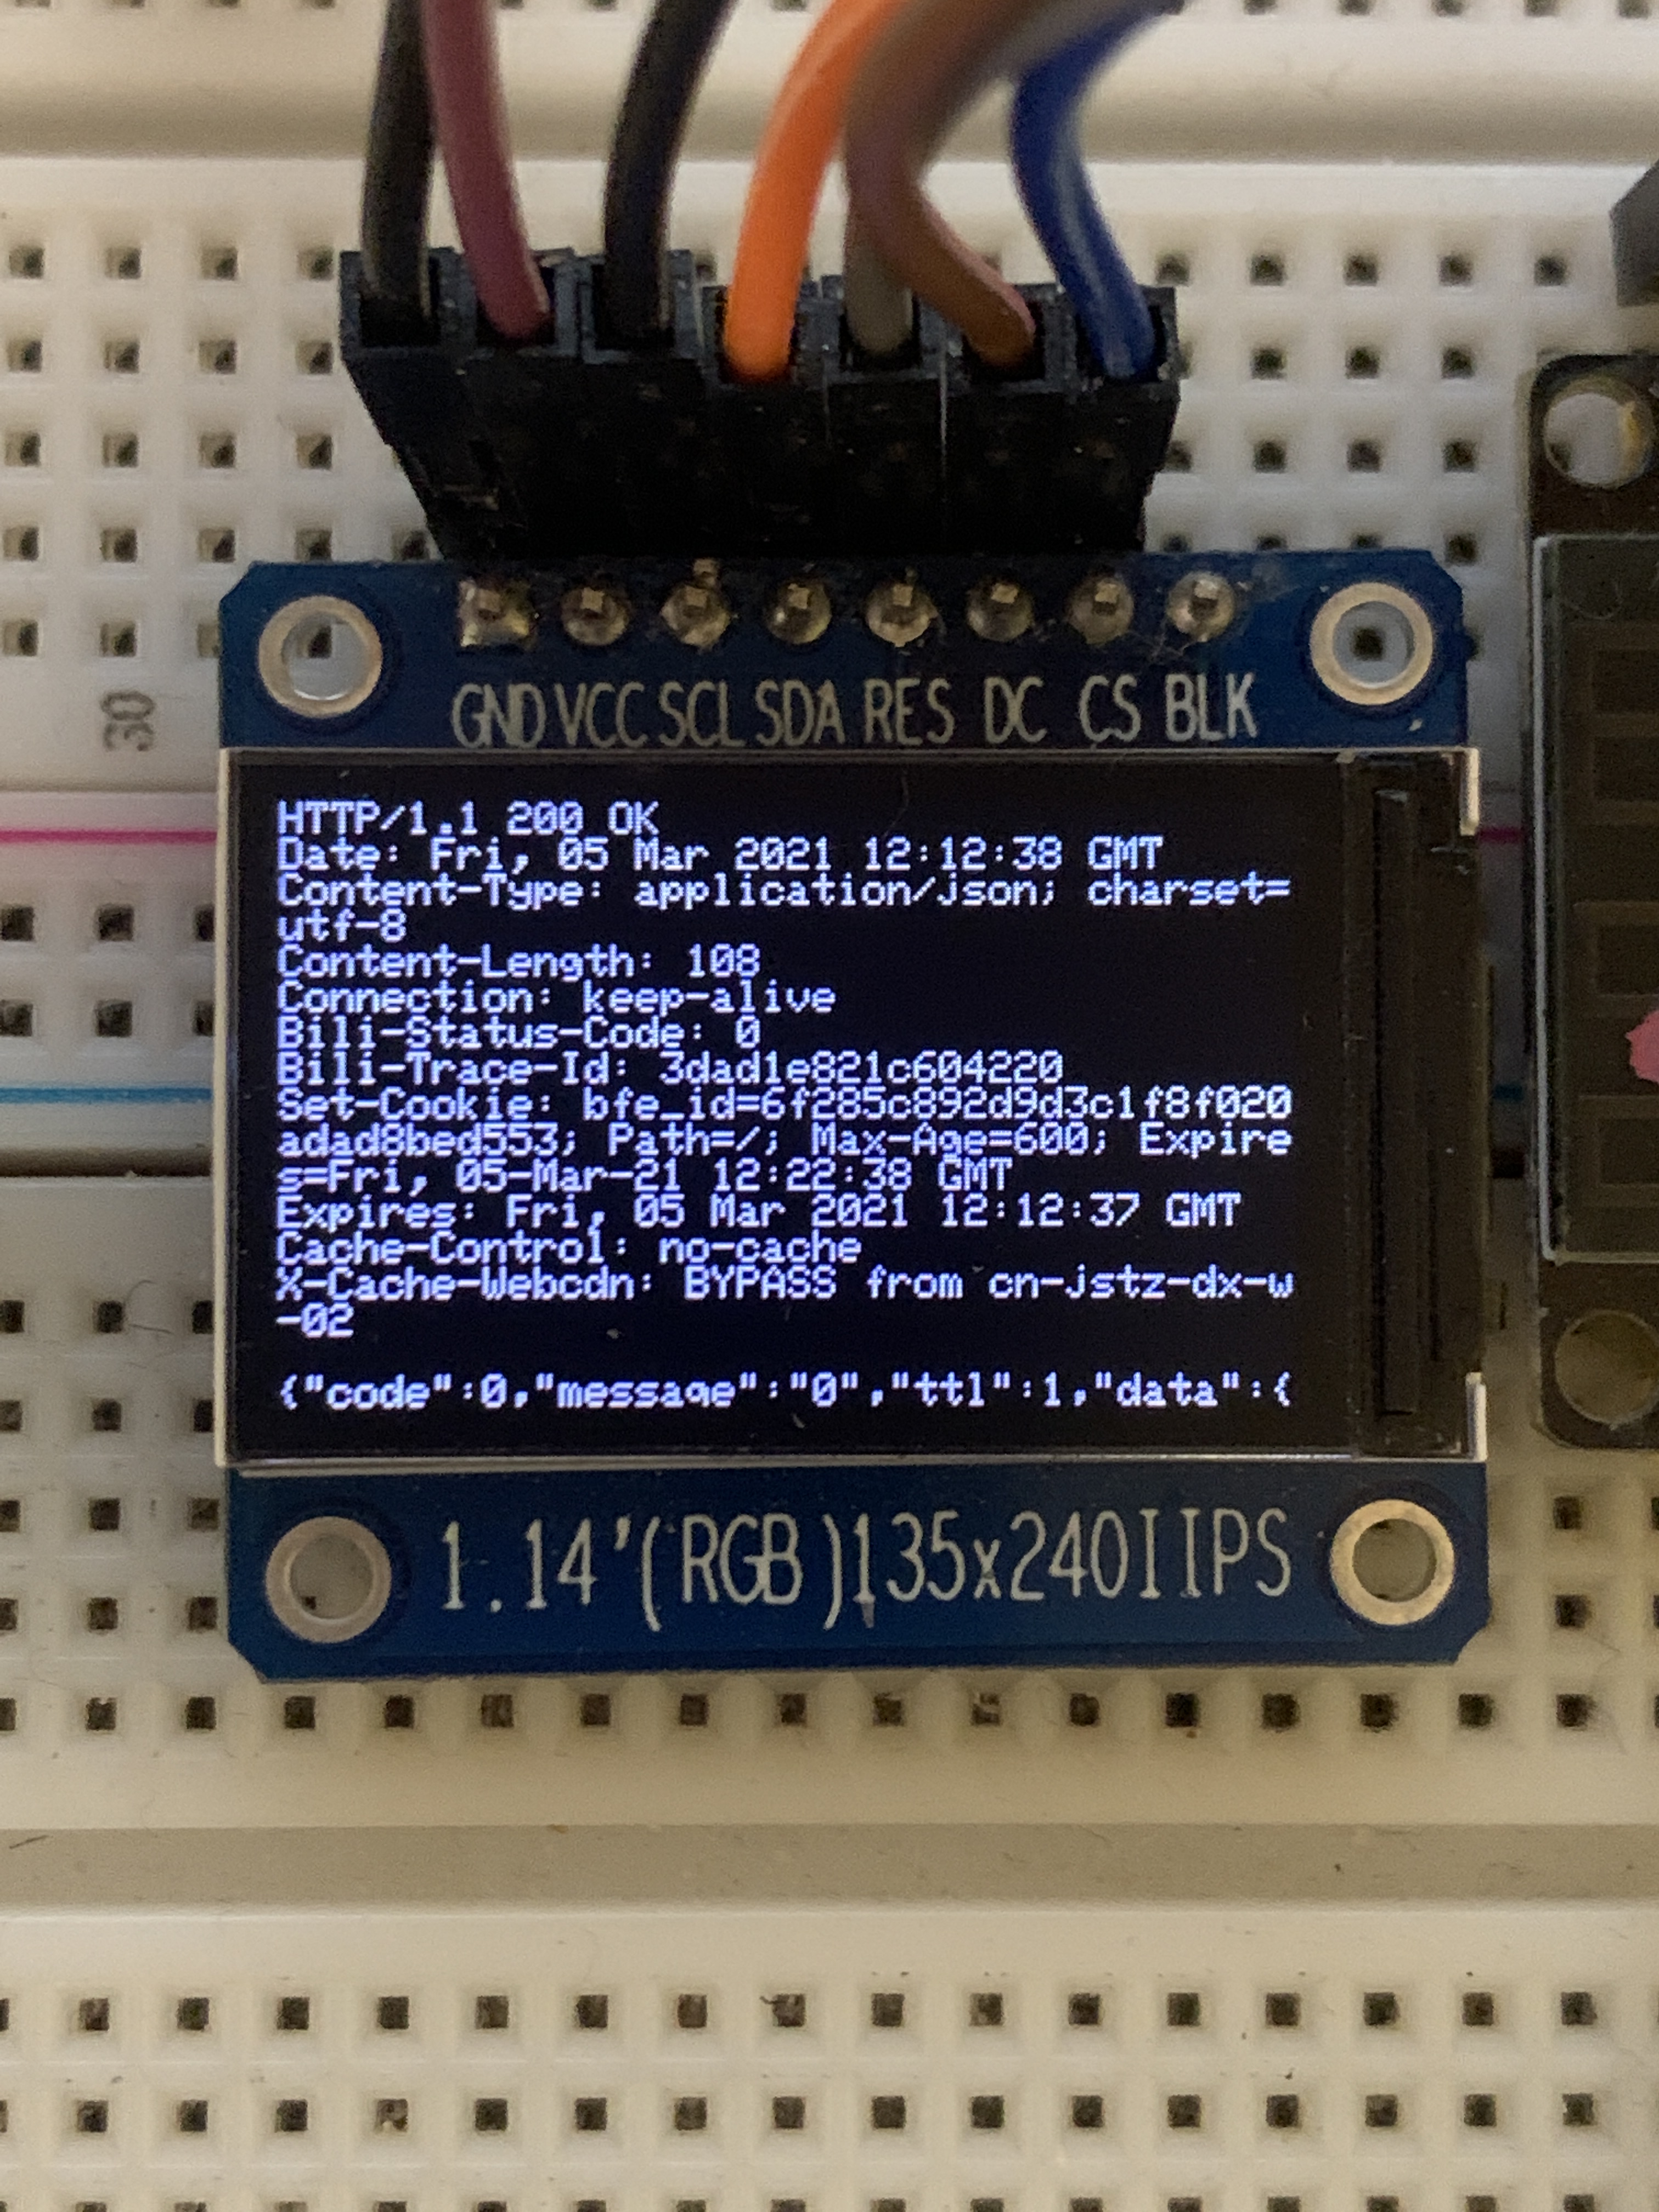 30
GND VCC SCL SDA RES DC CS BLK
HTTP/1.1 200 OK
Date: Fri, 05 Mar 2021 12:12:38 GMT
Content-Type: application/json; charset=
utf-8
Content-Length: 108
Connection: keep-alive
Bili-Status-Code: 0
Bili-Trace-Id: 3dad1e821c604220
Set-Cookie: bfe_id=6f285c892d9d3c1f8f020
adad8bed553; Path=/; Max-Age=600; Expire
s=Fri, 05-Mar-21 12:22:38 GMT
Expires: Fri, 05 Mar 2021 12:12:37 GMT
Cache-Control: no-cache
X-Cache-Webcdn: BYPASS from cn-jstz-dx-w
-02
{"code":0,"message":"0","ttl":1,"data":{
1.14'(RGB)135x240IIPS